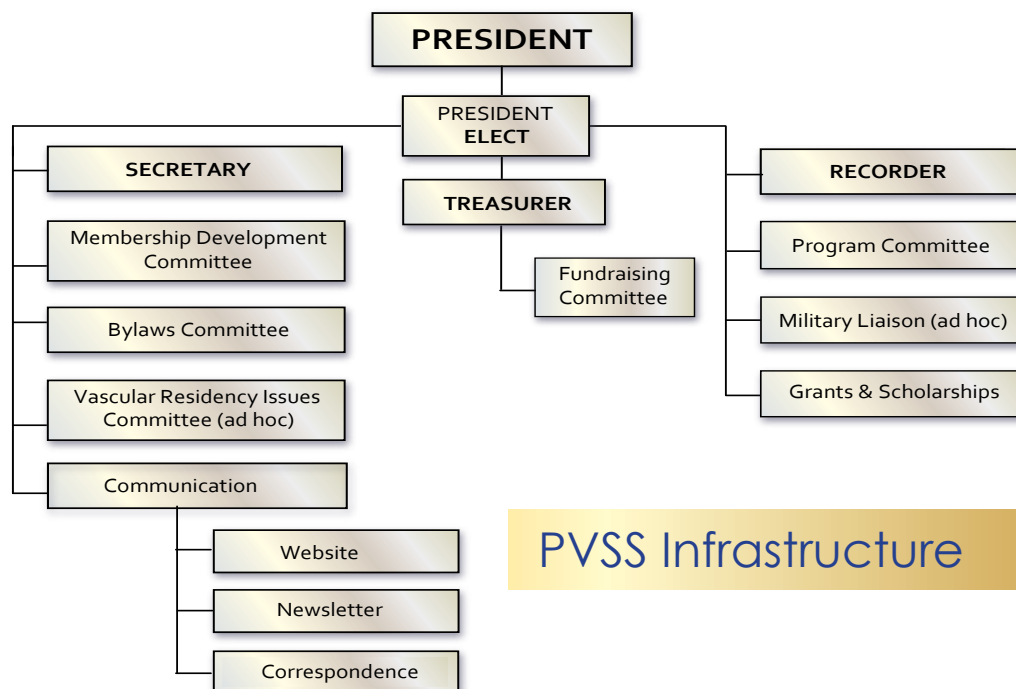 PRESIDENT
PRESIDENT
ELECT
SECRETARY
TREASURER
RECORDER
Membership Development
Committee
Program Committee
Fundraising
Committee
Bylaws Committee
Military Liaison (ad hoc)
Vascular Residency Issues
Committee (ad hoc)
Grants & Scholarships
Communication
Website
Newsletter
Correspondence
PVSS Infrastructure